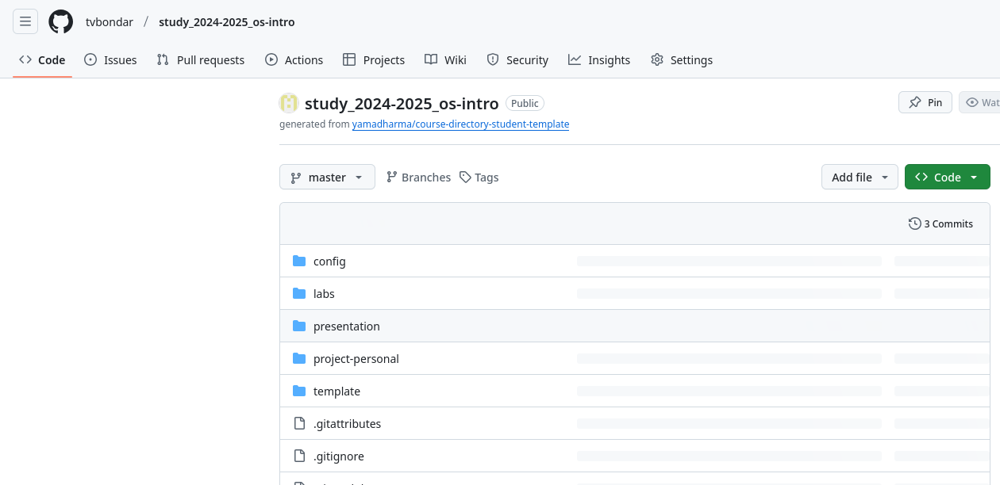 tvbondar / study_2024-2025_os-intro
Code Issues Pull requests Actions Projects Wiki Security Insights Settings
study_2024-2025_os-intro Public Pin
generated from yamadharma/course-directory-student-template
master Branches Tags Add file Code
3 Commits
config
labs
presentation
project-personal
template
.gitattributes
.gitignore